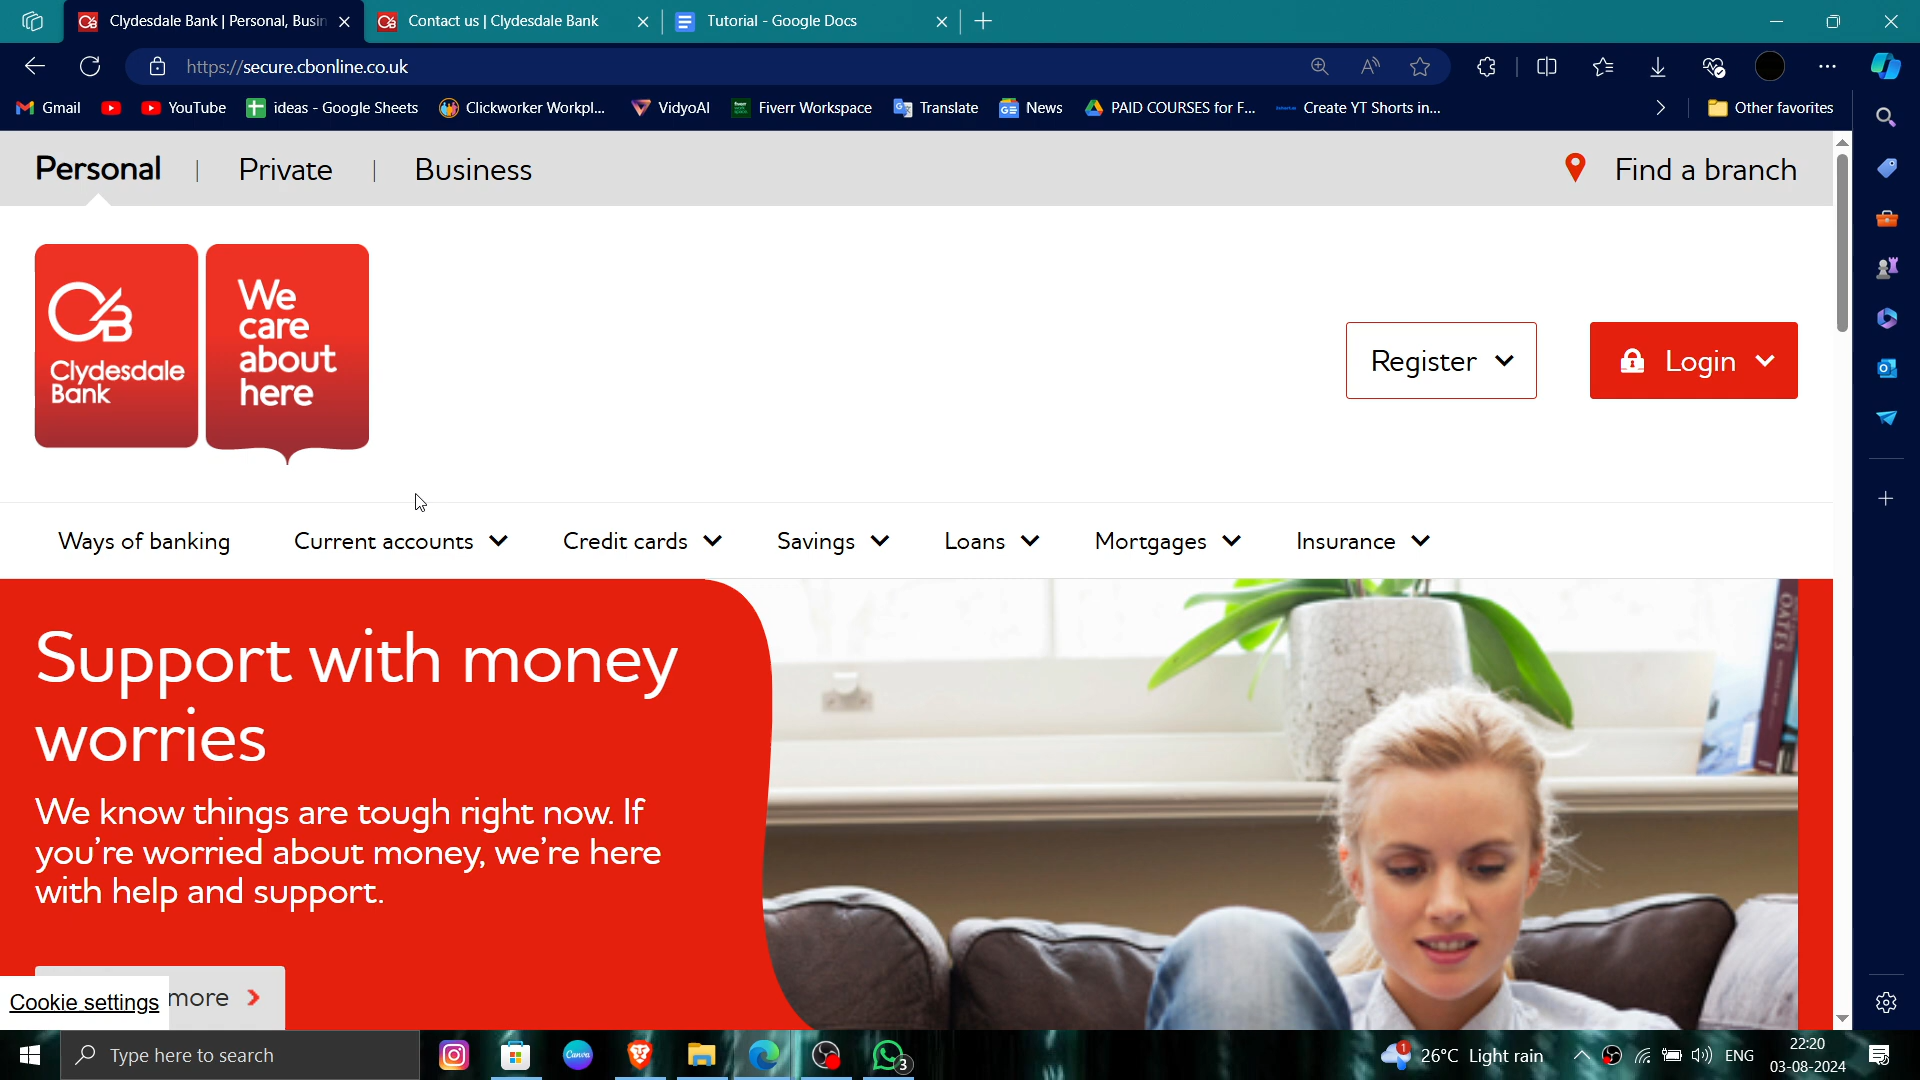 Clydesdale Bank | Personal, Busin
Contact us | Clydesdale Bank
Tutorial - Google Docs
https://secure.cbonline.co.uk
Gmail
YouTube
ideas - Google Sheets
Clickworker Workpl...
VidyoAI
Fiverr Workspace
Translate
News
PAID COURSES for F...
Create YT Shorts in...
Other favorites
Personal | Private | Business
Find a branch
CB
Clydesdale
Bank
We
care
about
here
Register
Login
Ways of banking
Current accounts
Credit cards
Savings
Loans
Mortgages
Insurance
Support with money
worries
We know things are tough right now. If
you're worried about money, we're here
with help and support.
more
Cookie settings
OATES
Type here to search
Canva
3
1
26°C Light rain
ENG
22:20
03-08-2024